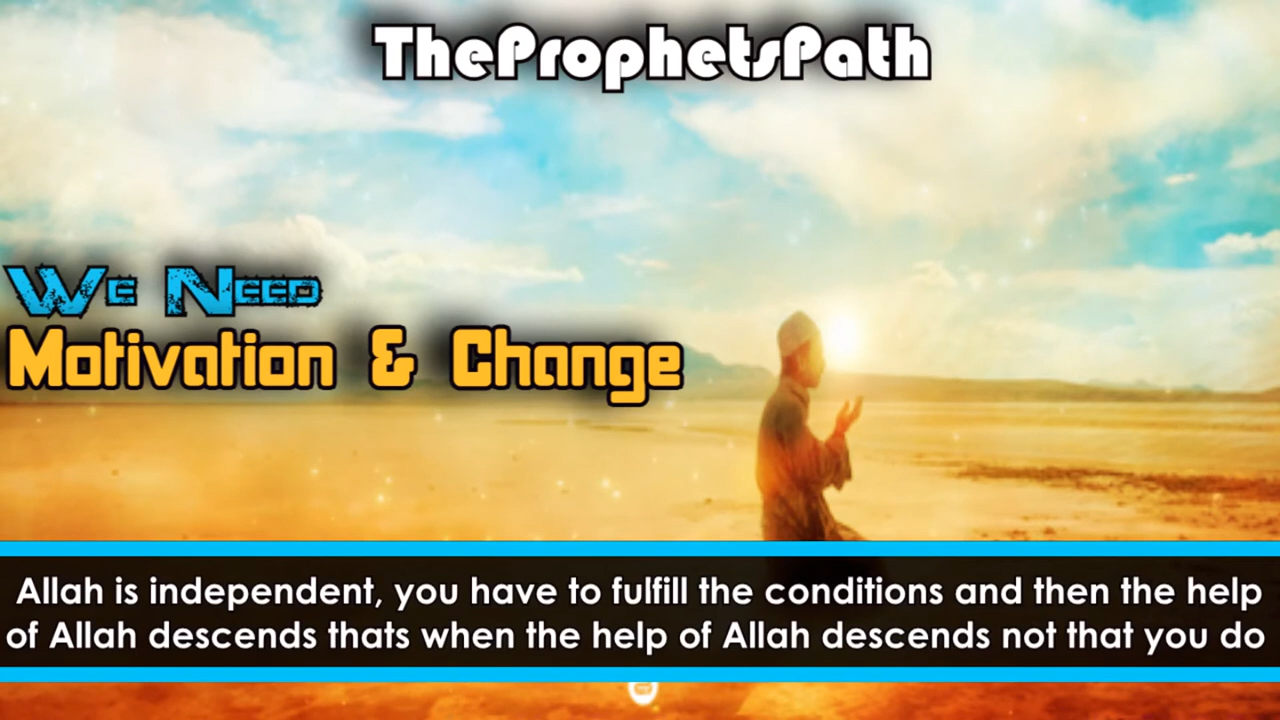 TheProphetsPath
We Need
Motivation & Change
Allah is independent, you have to fulfill the conditions and then the help
of Allah descends thats when the help of Allah descends not that you do